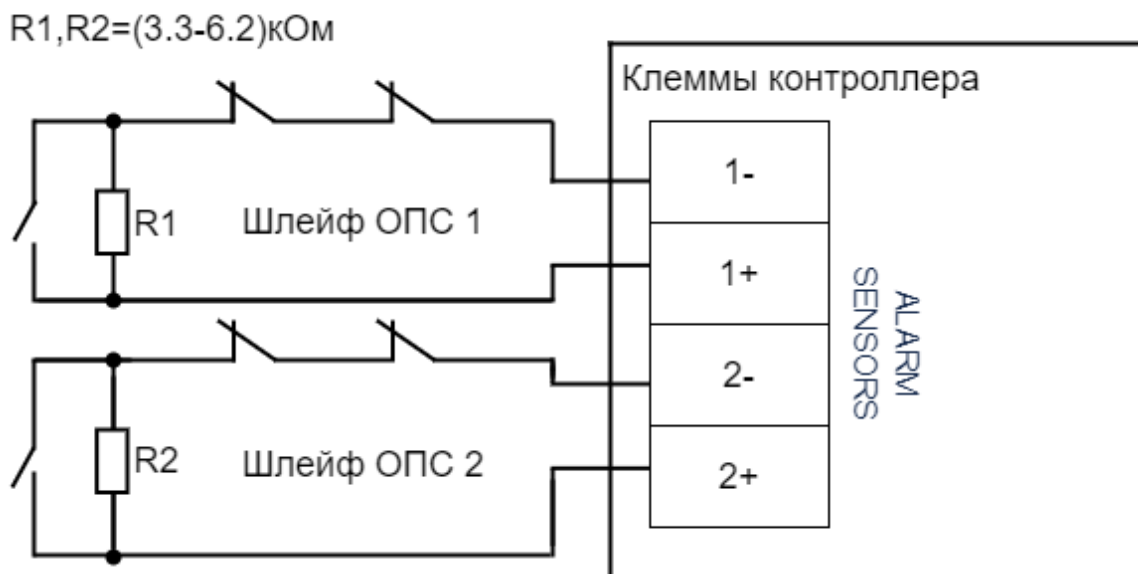 R1,R2=(3.3-6.2)кОм
Клеммы контроллера
1-
R1
Шлейф ОПС 1
1+
ALARM
SENSORS
2-
R2
Шлейф ОПС 2
2+